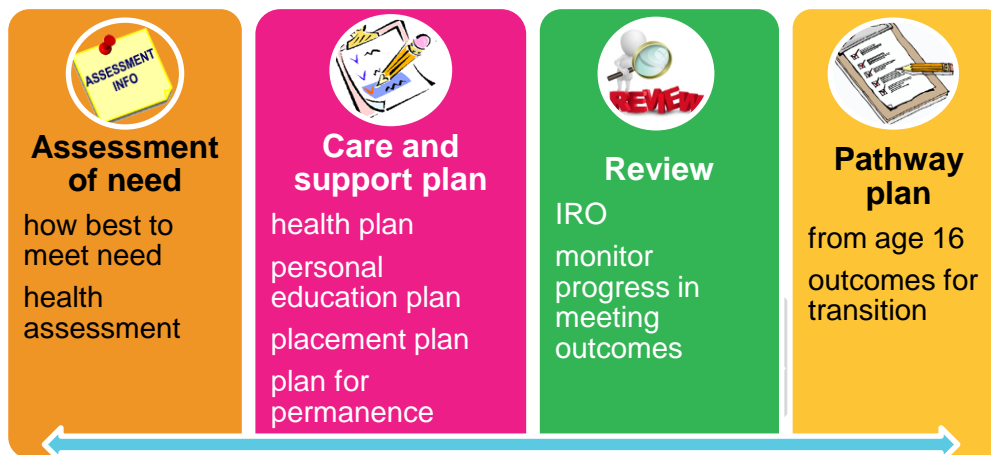 ASSESSMENT
INFO
Assessment
of need
how best to
meet need
health
assessment
Care and
support plan
health plan
personal
education plan
placement plan
plan for
permanence
REVIEW
Review
IRO
monitor
progress in
meeting
outcomes
Pathway
plan
from age 16
outcomes for
transition